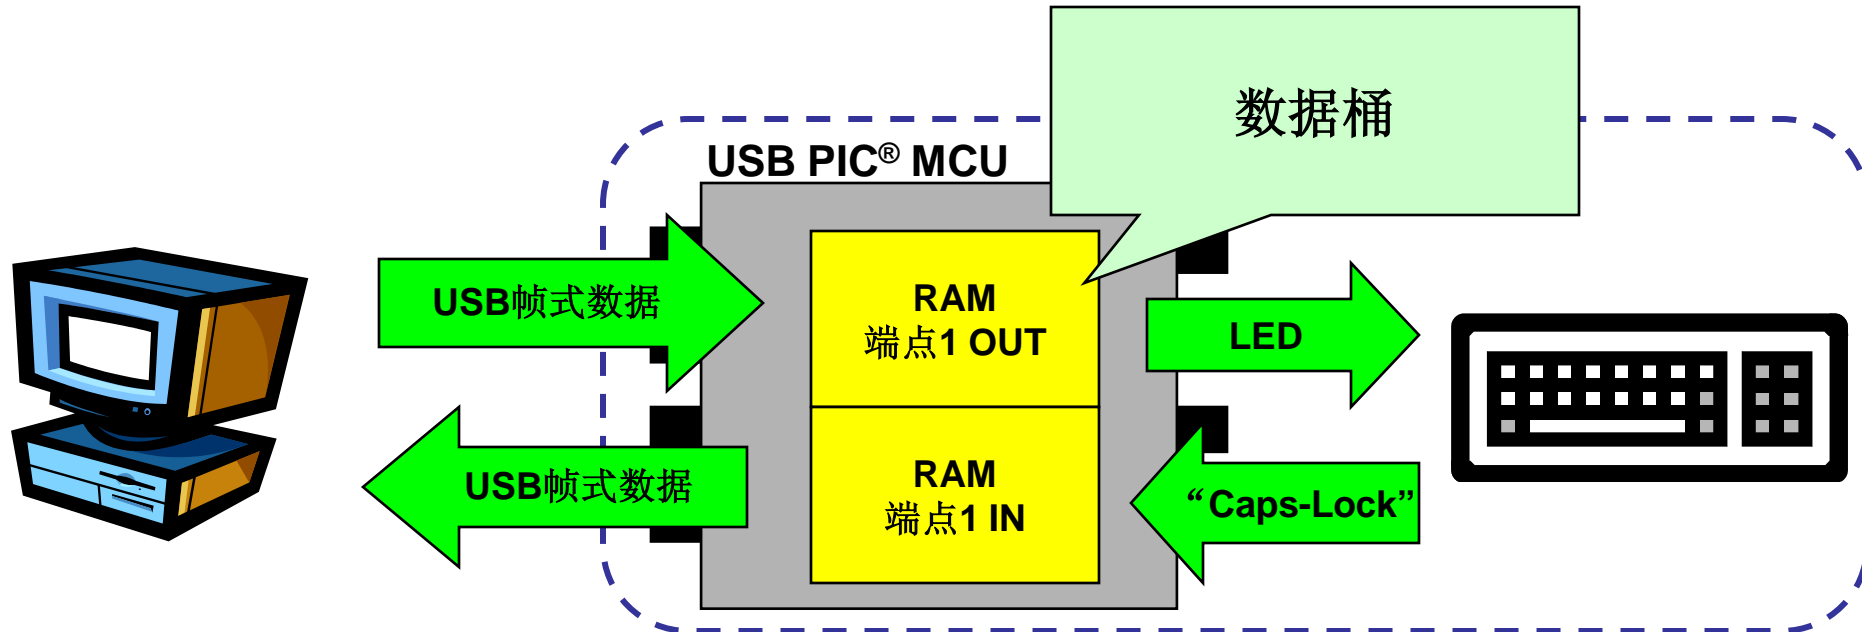 数据桶
USB PIC® MCU
USB帧式数据
RAM
端点1 OUT
LED
USB帧式数据
RAM
端点1 IN
“Caps-Lock”